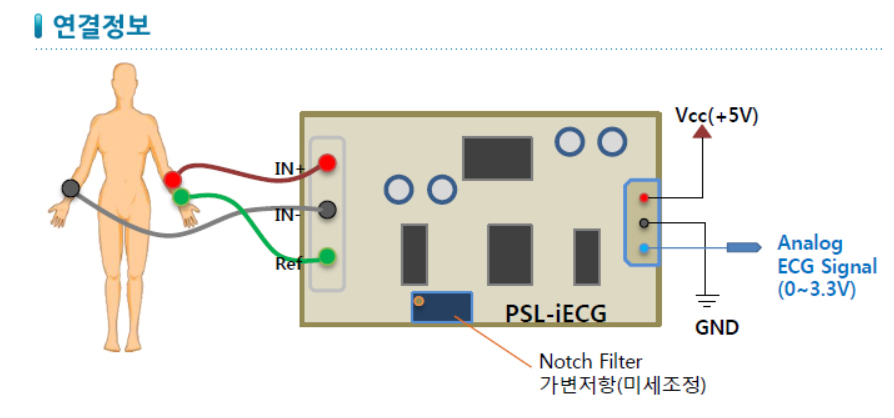 연결정보
Vcc(+5V)
IN+
IN-
Ref
Analog
ECG Signal
(0~3.3V)
PSL-iECG
GND
Notch Filter
가변저항(미세조정)